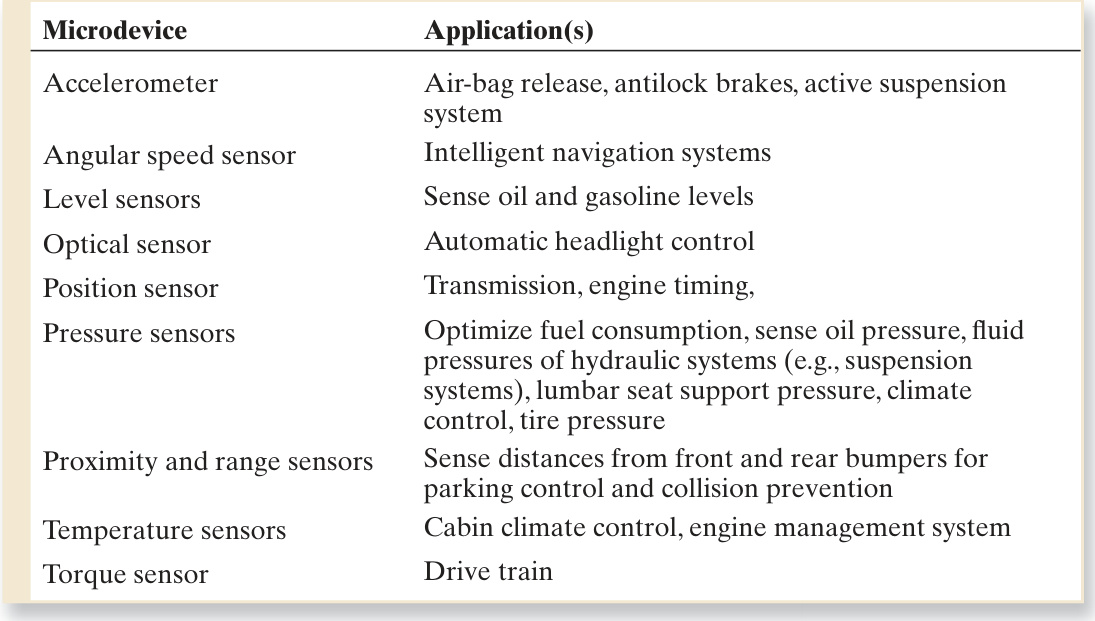 Microdevice Application(s)
Accelerometer Air-bag release, antilock brakes, active suspension
system
Angular speed sensor Intelligent navigation systems
Level sensors Sense oil and gasoline levels
Optical sensor Automatic headlight control
Position sensor Transmission, engine timing,
Pressure sensors Optimize fuel consumption, sense oil pressure, fluid
pressures of hydraulic systems (e.g., suspension
systems), lumbar seat support pressure, climate
control, tire pressure
Proximity and range sensors Sense distances from front and rear bumpers for
parking control and collision prevention
Temperature sensors Cabin climate control, engine management system
Torque sensor Drive train